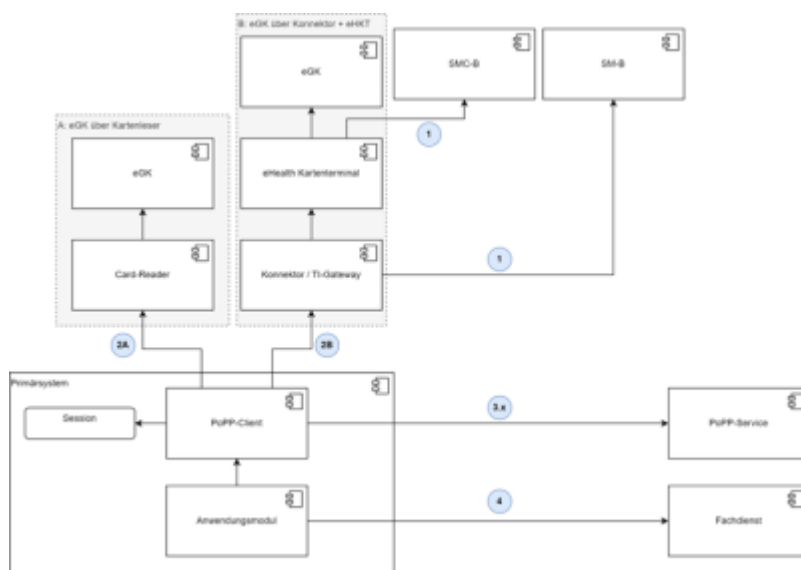 B: eGK über Konnektor + eHKT
eGK
SMC-B
SM-B
A: eGK über Kartenleser
1
eGK
eHealth Kartenterminal
Card-Reader
Konnektor / TI-Gateway
1
2A
2B
Primärsystem
Session
PoPP-Client
3.x
PoPP-Service
Anwendungsmodul
4
Fachdienst